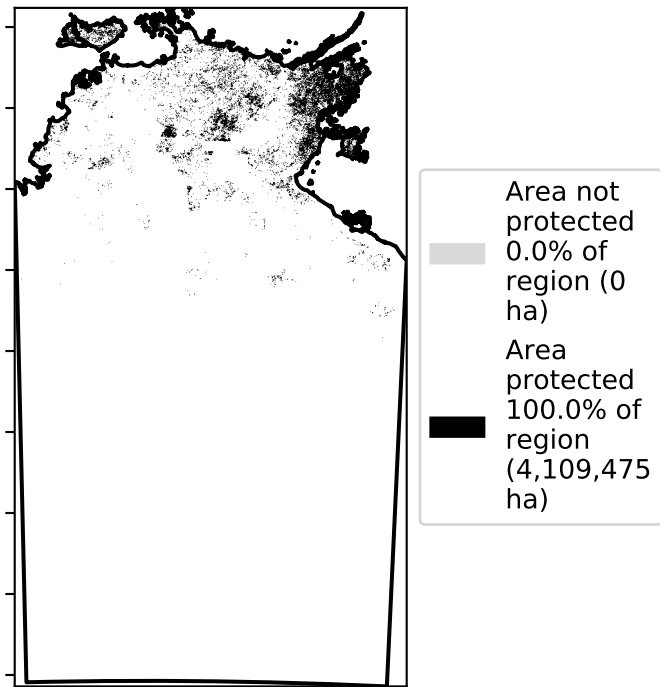 Area not
protected
0.0% of
region (0
ha)
Area
protected
100.0% of
region
(4,109,475
ha)